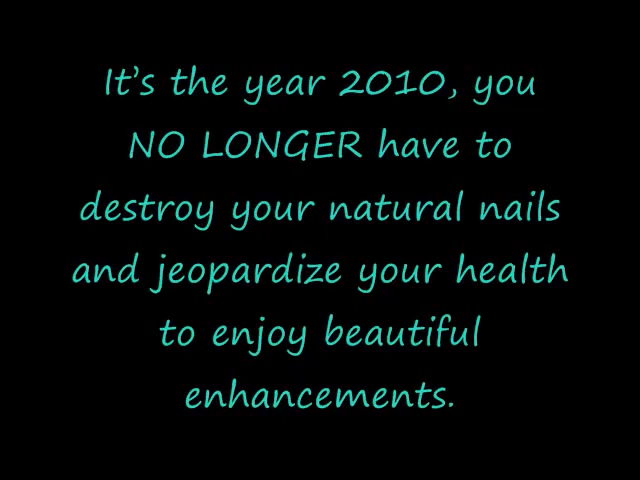 It's the year 2010, you
NO LONGER have to
destroy your natural nails
and jeopardize your health
to enjoy beautiful
enhancements.